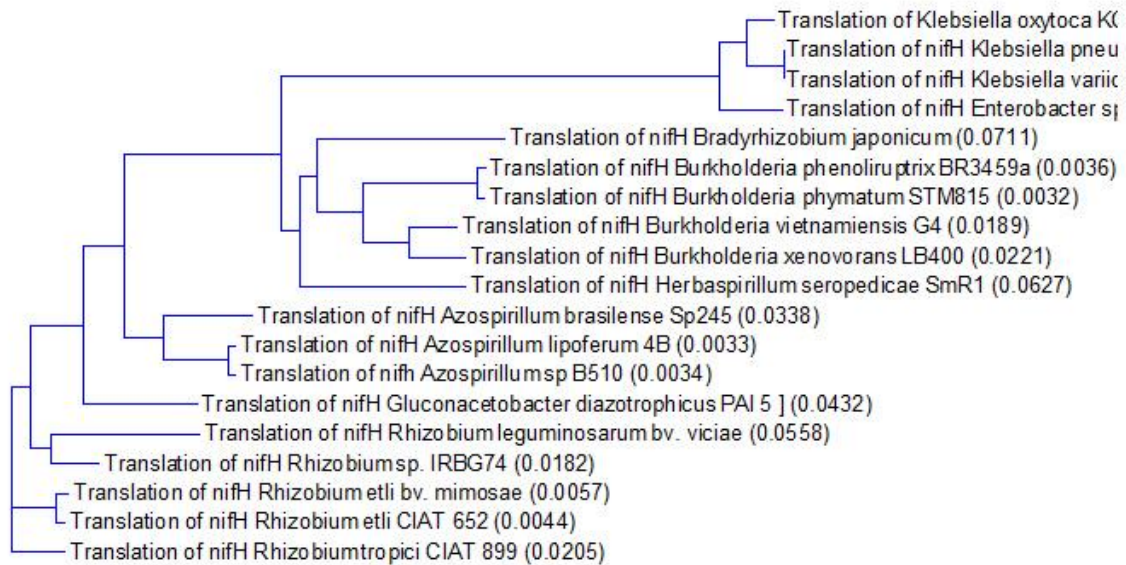 Translation of Klebsiella oxytoca
Translation of nifH Klebsiella
Translation of nifH Klebsiella
Translation of nifH Enterobacter
Translation of nifH Bradyrhizobium japonicum (0.0711)
Translation of nifH Burkholderia phenoliruptrix BR3459a (0.0036)
Translation of nifH Burkholderia phymatum STM815 (0.0032)
Translation of nifH Burkholderia vietnamiensis G4 (0.0189)
Translation of nifH Burkholderia xenovorans LB400 (0.0221)
Translation of nifH Herbaspirillum seropedicae SmR1 (0.0627)
Translation of nifH Azospirillum brasilense Sp245 (0.0338)
Translation of nifH Azospirillum lipoferum 4B (0.0033)
Translation of nifh Azospirillum sp B510 (0.0034)
Translation of nifH Gluconacetobacter diazotrophicus PAl 5 ] (0.0432)
Translation of nifH Rhizobium leguminosarum bv. viciae (0.0558)
Translation of nifH Rhizobium sp. IRBG74 (0.0182)
Translation of nifH Rhizobium etli bv. mimosae (0.0057)
Translation of nifH Rhizobium etli CIAT 652 (0.0044)
Translation of nifH Rhizobium tropici CIAT 899 (0.0205)